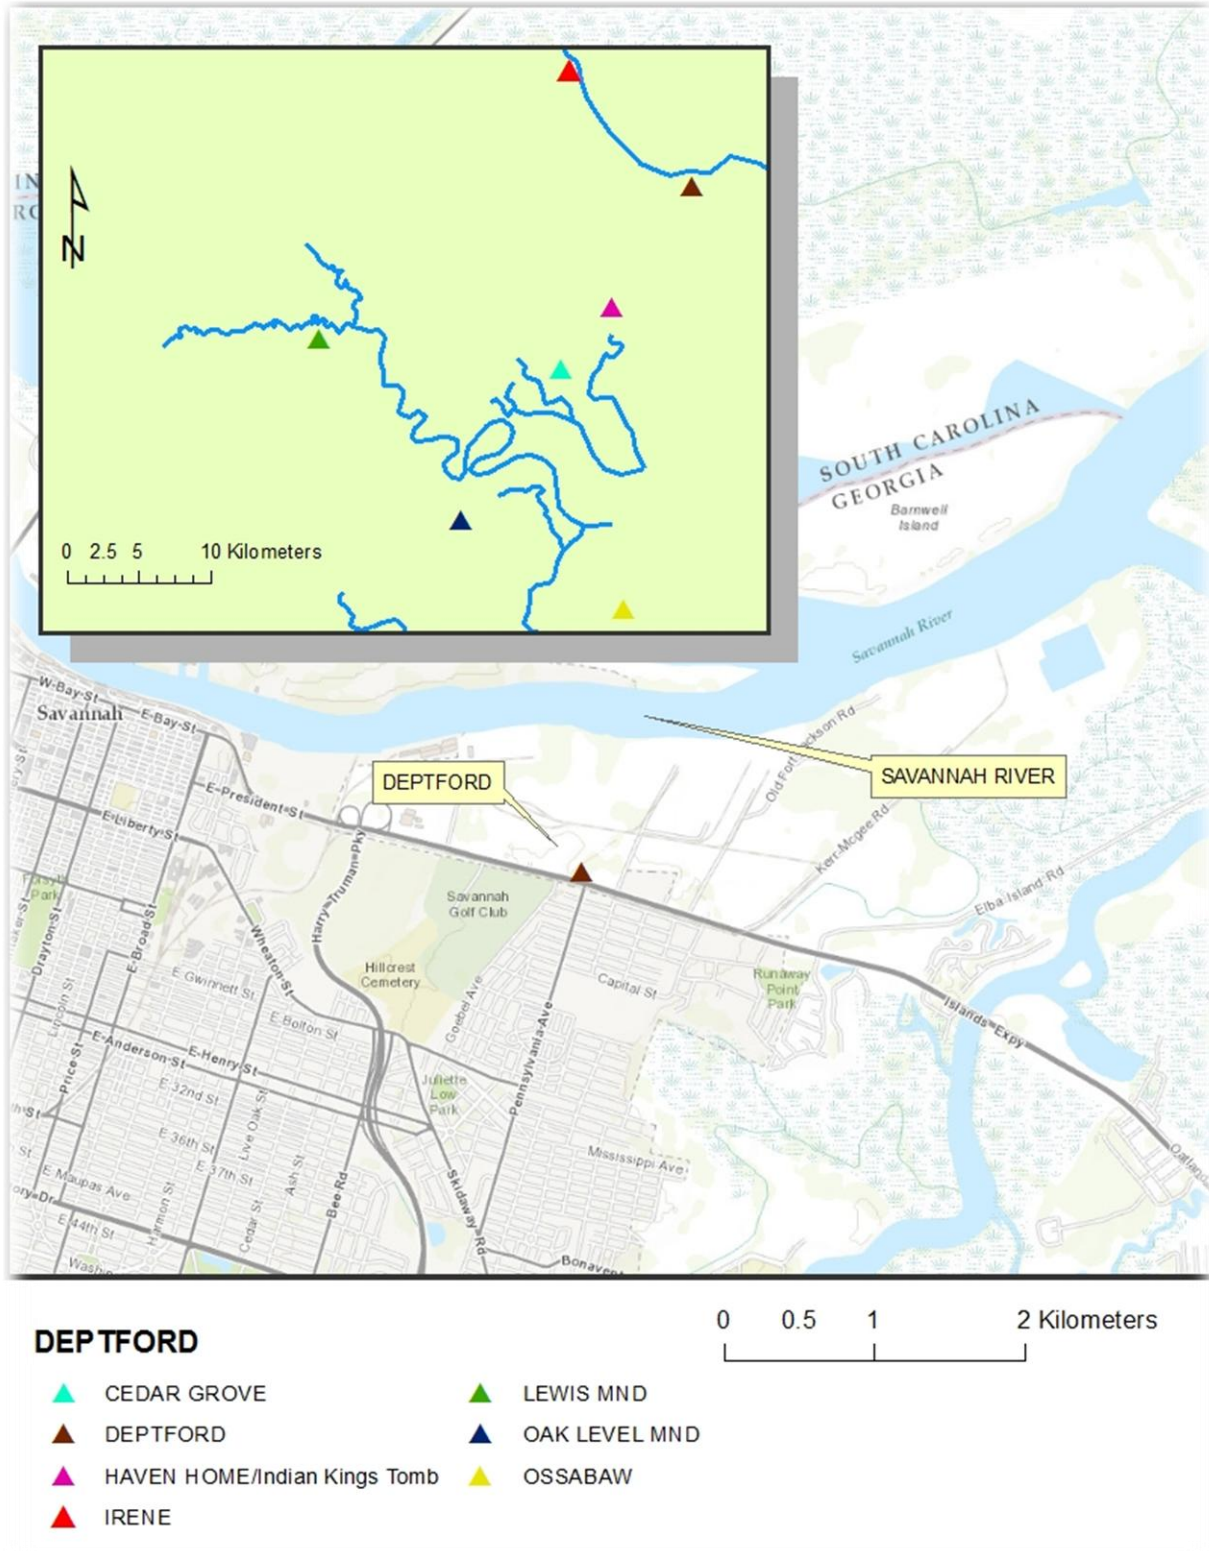 IN
RO
N
0 2.5 5 10 Kilometers
SOUTH CAROLINA
GEORGIA
Barnwell
Island
Savannah River
W-Bay-St
Savannah
E-Bay-St
DEPTFORD
SAVANNAH RIVER
E-President-St
E-Liberty-St
Harry-Truman-Pky
Kerr-Mcgee Rd
Elba Island Rd
Forsyth
Park
Drayton-St
E-Broad-St
Wheaton-St
Savannah
Golf Club
Hillcrest
Cemetery
Capital St
Runaway
Point
Park
Islands-Expy
E Gwinnett St
Lincoln St
E Bolton St
Goebel Ave
Pennsylvania-Ave
E-Anderson-St
E-Henry-St
Price-St
E 32nd St
Juliette
Low
Park
Live Oak St
E 36th St
E 37th St
Mississippi Ave
E Maupas Ave
Ash St
Bee-Rd
Skidaway-Rd
Harmon St
Cedar St
E 44th St
0 0.5 1 2 Kilometers
DEPTFORD
CEDAR GROVE
DEPTFORD
HAVEN HOME/Indian Kings Tomb
IRENE
LEWIS MND
OAK LEVEL MND
OSSABAW